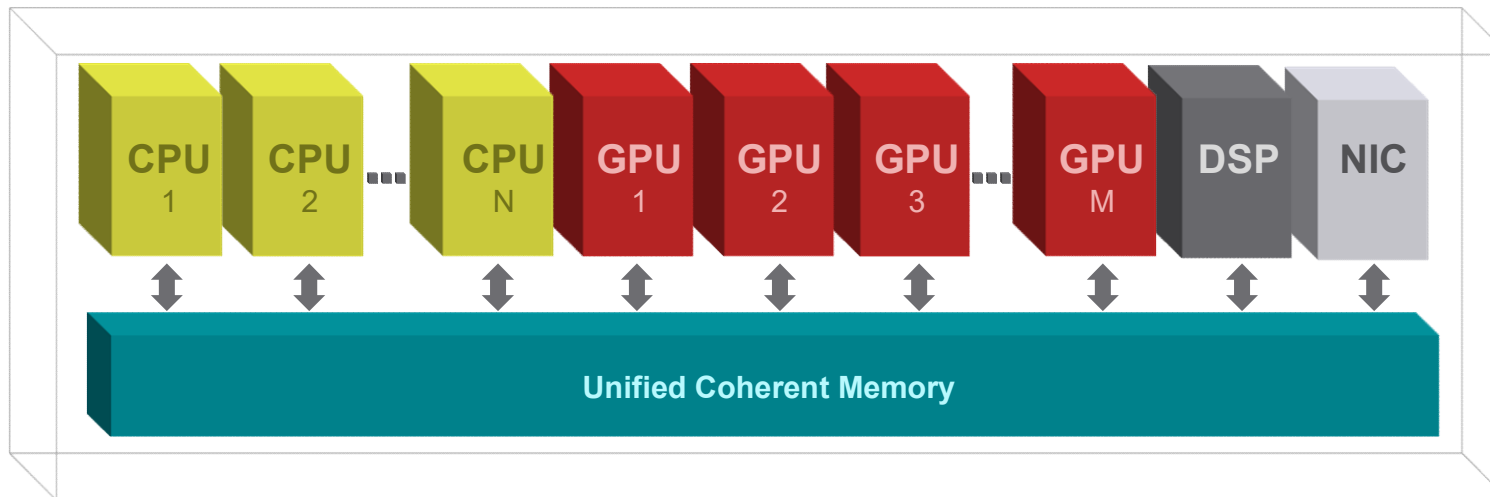 CPU
1
CPU
2
CPU
N
GPU
1
GPU
2
GPU
3
GPU
M
DSP
NIC
Unified Coherent Memory